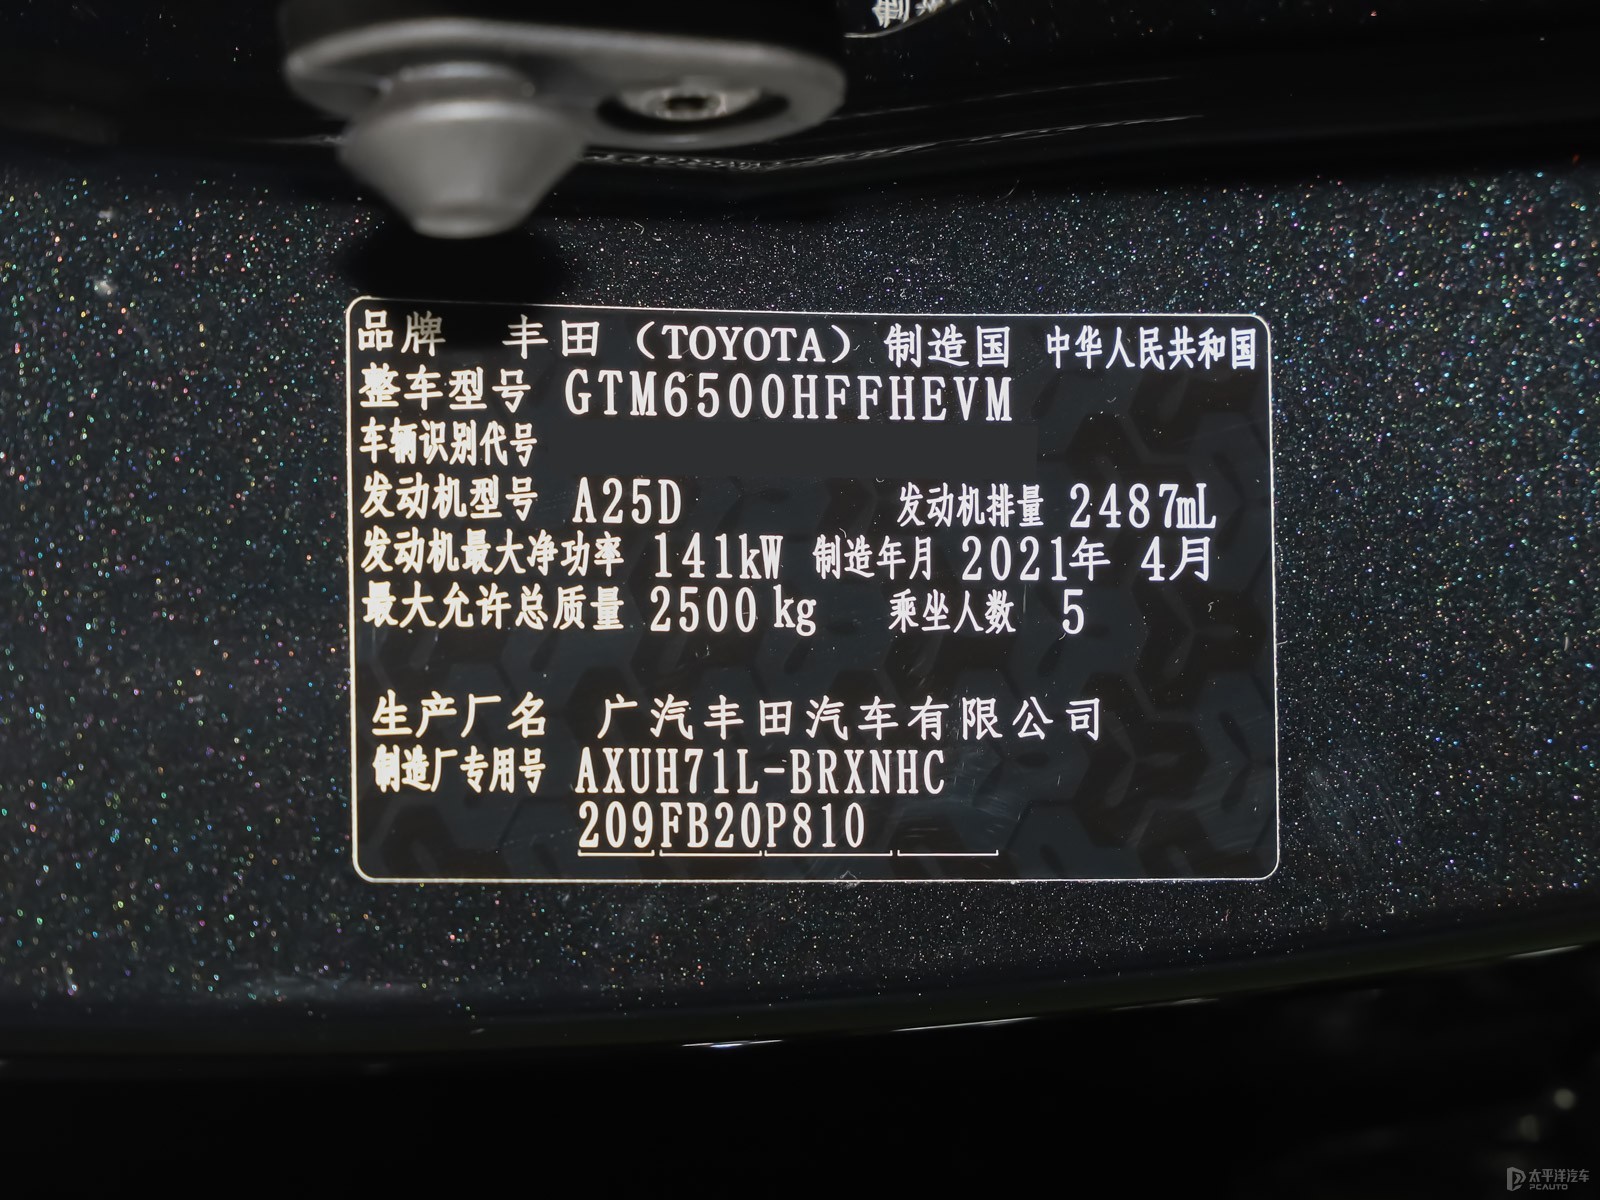 品牌 丰田（TOYOTA）制造国 中华人民共和国
整车型号 GTM6500HFFHEVM
车辆识别代号
发动机型号 A25D 发动机排量 2487mL
发动机最大净功率 141kW 制造年月 2021年 4月
最大允许总质量 2500 kg 乘坐人数 5
生产厂名 广汽丰田汽车有限公司
制造厂专用号 AXUH71L-BRXNHC
209FB20P810
太平洋汽车
PCAUTO